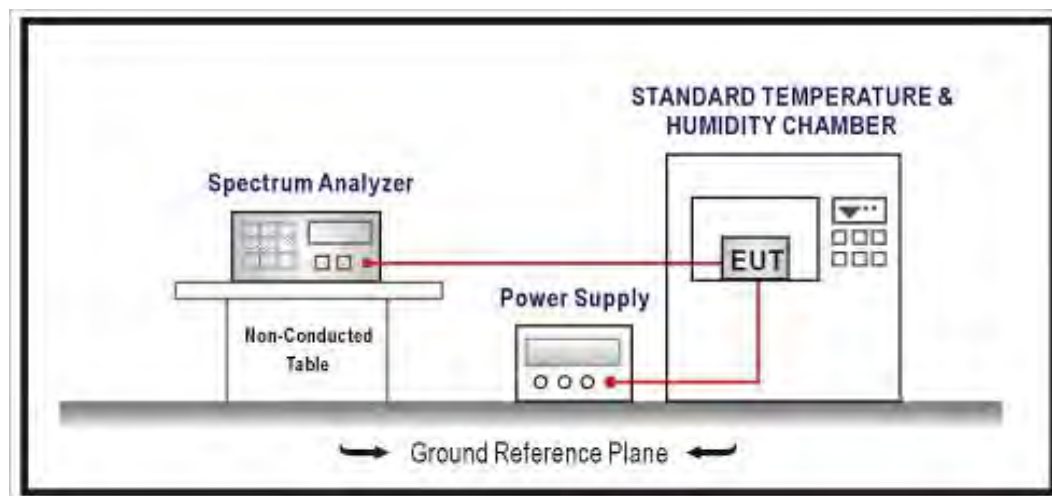 STANDARD TEMPERATURE &
HUMIDITY CHAMBER
Spectrum Analyzer
EUT
Power Supply
Non-Conducted
Table
Ground Reference Plane